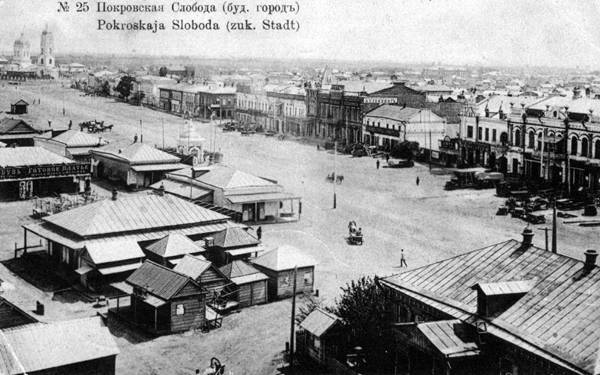 № 25 Покровская Слобода (буд. городъ)
Pokroskaja Sloboda (zuk. Stadt)